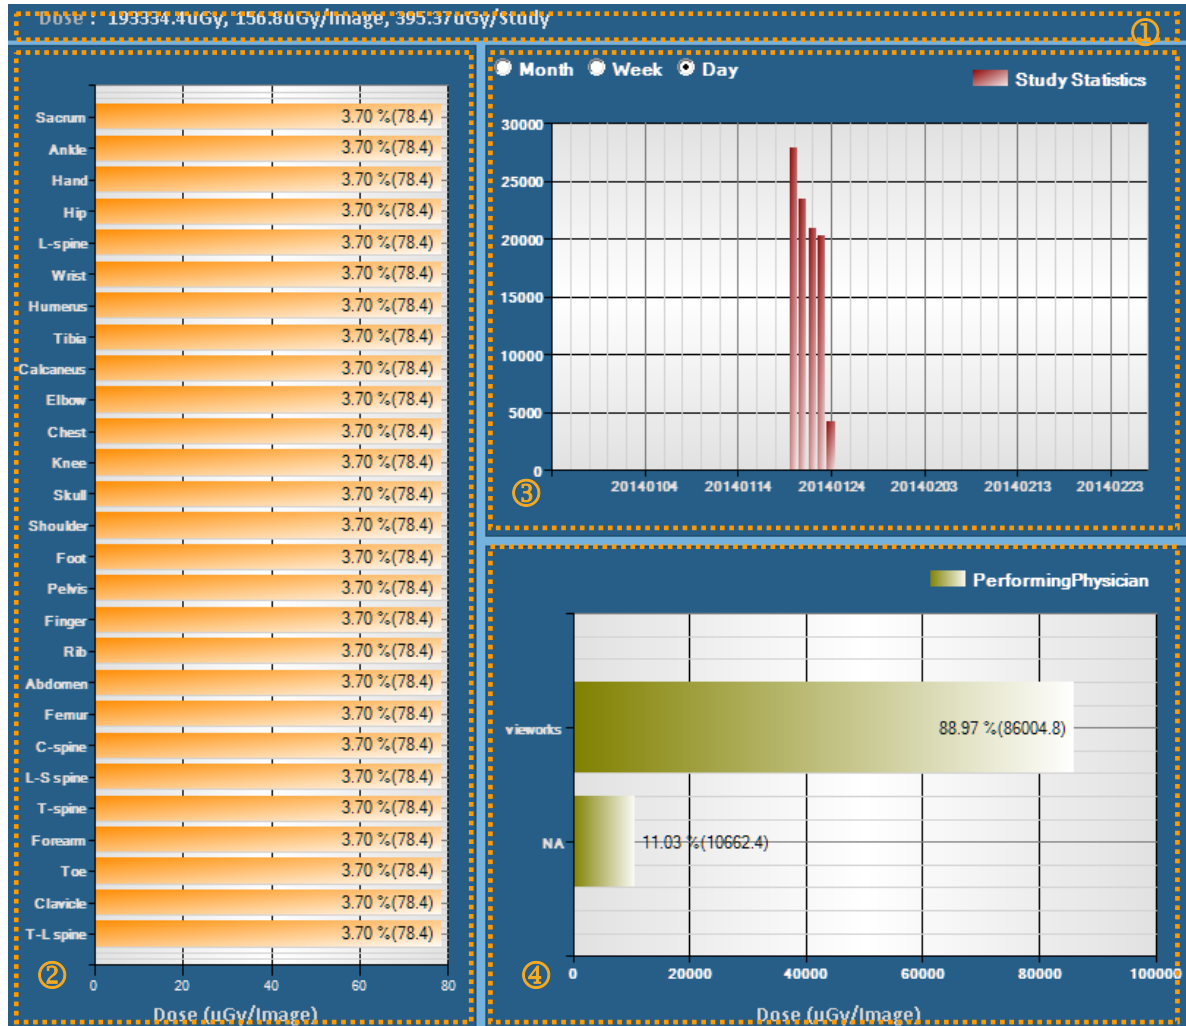 Dose : 193334.4uGy, 156.8uGy/Image, 395.37uGy/Study
①
Sacrum 3.70 %(78.4)
Ankle 3.70 %(78.4)
Hand 3.70 %(78.4)
Hip 3.70 %(78.4)
L-spine 3.70 %(78.4)
Wrist 3.70 %(78.4)
Humerus 3.70 %(78.4)
Tibia 3.70 %(78.4)
Calcaneus 3.70 %(78.4)
Elbow 3.70 %(78.4)
Chest 3.70 %(78.4)
Knee 3.70 %(78.4)
Skull 3.70 %(78.4)
Shoulder 3.70 %(78.4)
Foot 3.70 %(78.4)
Pelvis 3.70 %(78.4)
Finger 3.70 %(78.4)
Rib 3.70 %(78.4)
Abdomen 3.70 %(78.4)
Femur 3.70 %(78.4)
C-spine 3.70 %(78.4)
L-S spine 3.70 %(78.4)
T-spine 3.70 %(78.4)
Forearm 3.70 %(78.4)
Toe 3.70 %(78.4)
Clavicle 3.70 %(78.4)
T-L spine 3.70 %(78.4)
②
0 20 40 60 80
Dose (uGy/Image)
Month Week Day
Study Statistics
30000
25000
20000
15000
10000
5000
0
20140104 20140114 20140124 20140203 20140213 20140223
③
PerformingPhysician
vieworks 88.97 %(86004.8)
NA 11.03 %(10662.4)
④
0 20000 40000 60000 80000 100000
Dose (uGy/Image)